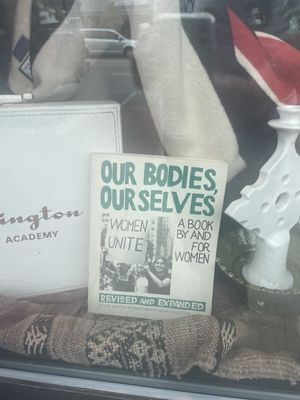 OUR BODIES,
OURSELVES
WOMEN
UNITE
A BOOK
BY AND
FOR
WOMEN
REVISED AND EXPANDED
ington
ACADEMY